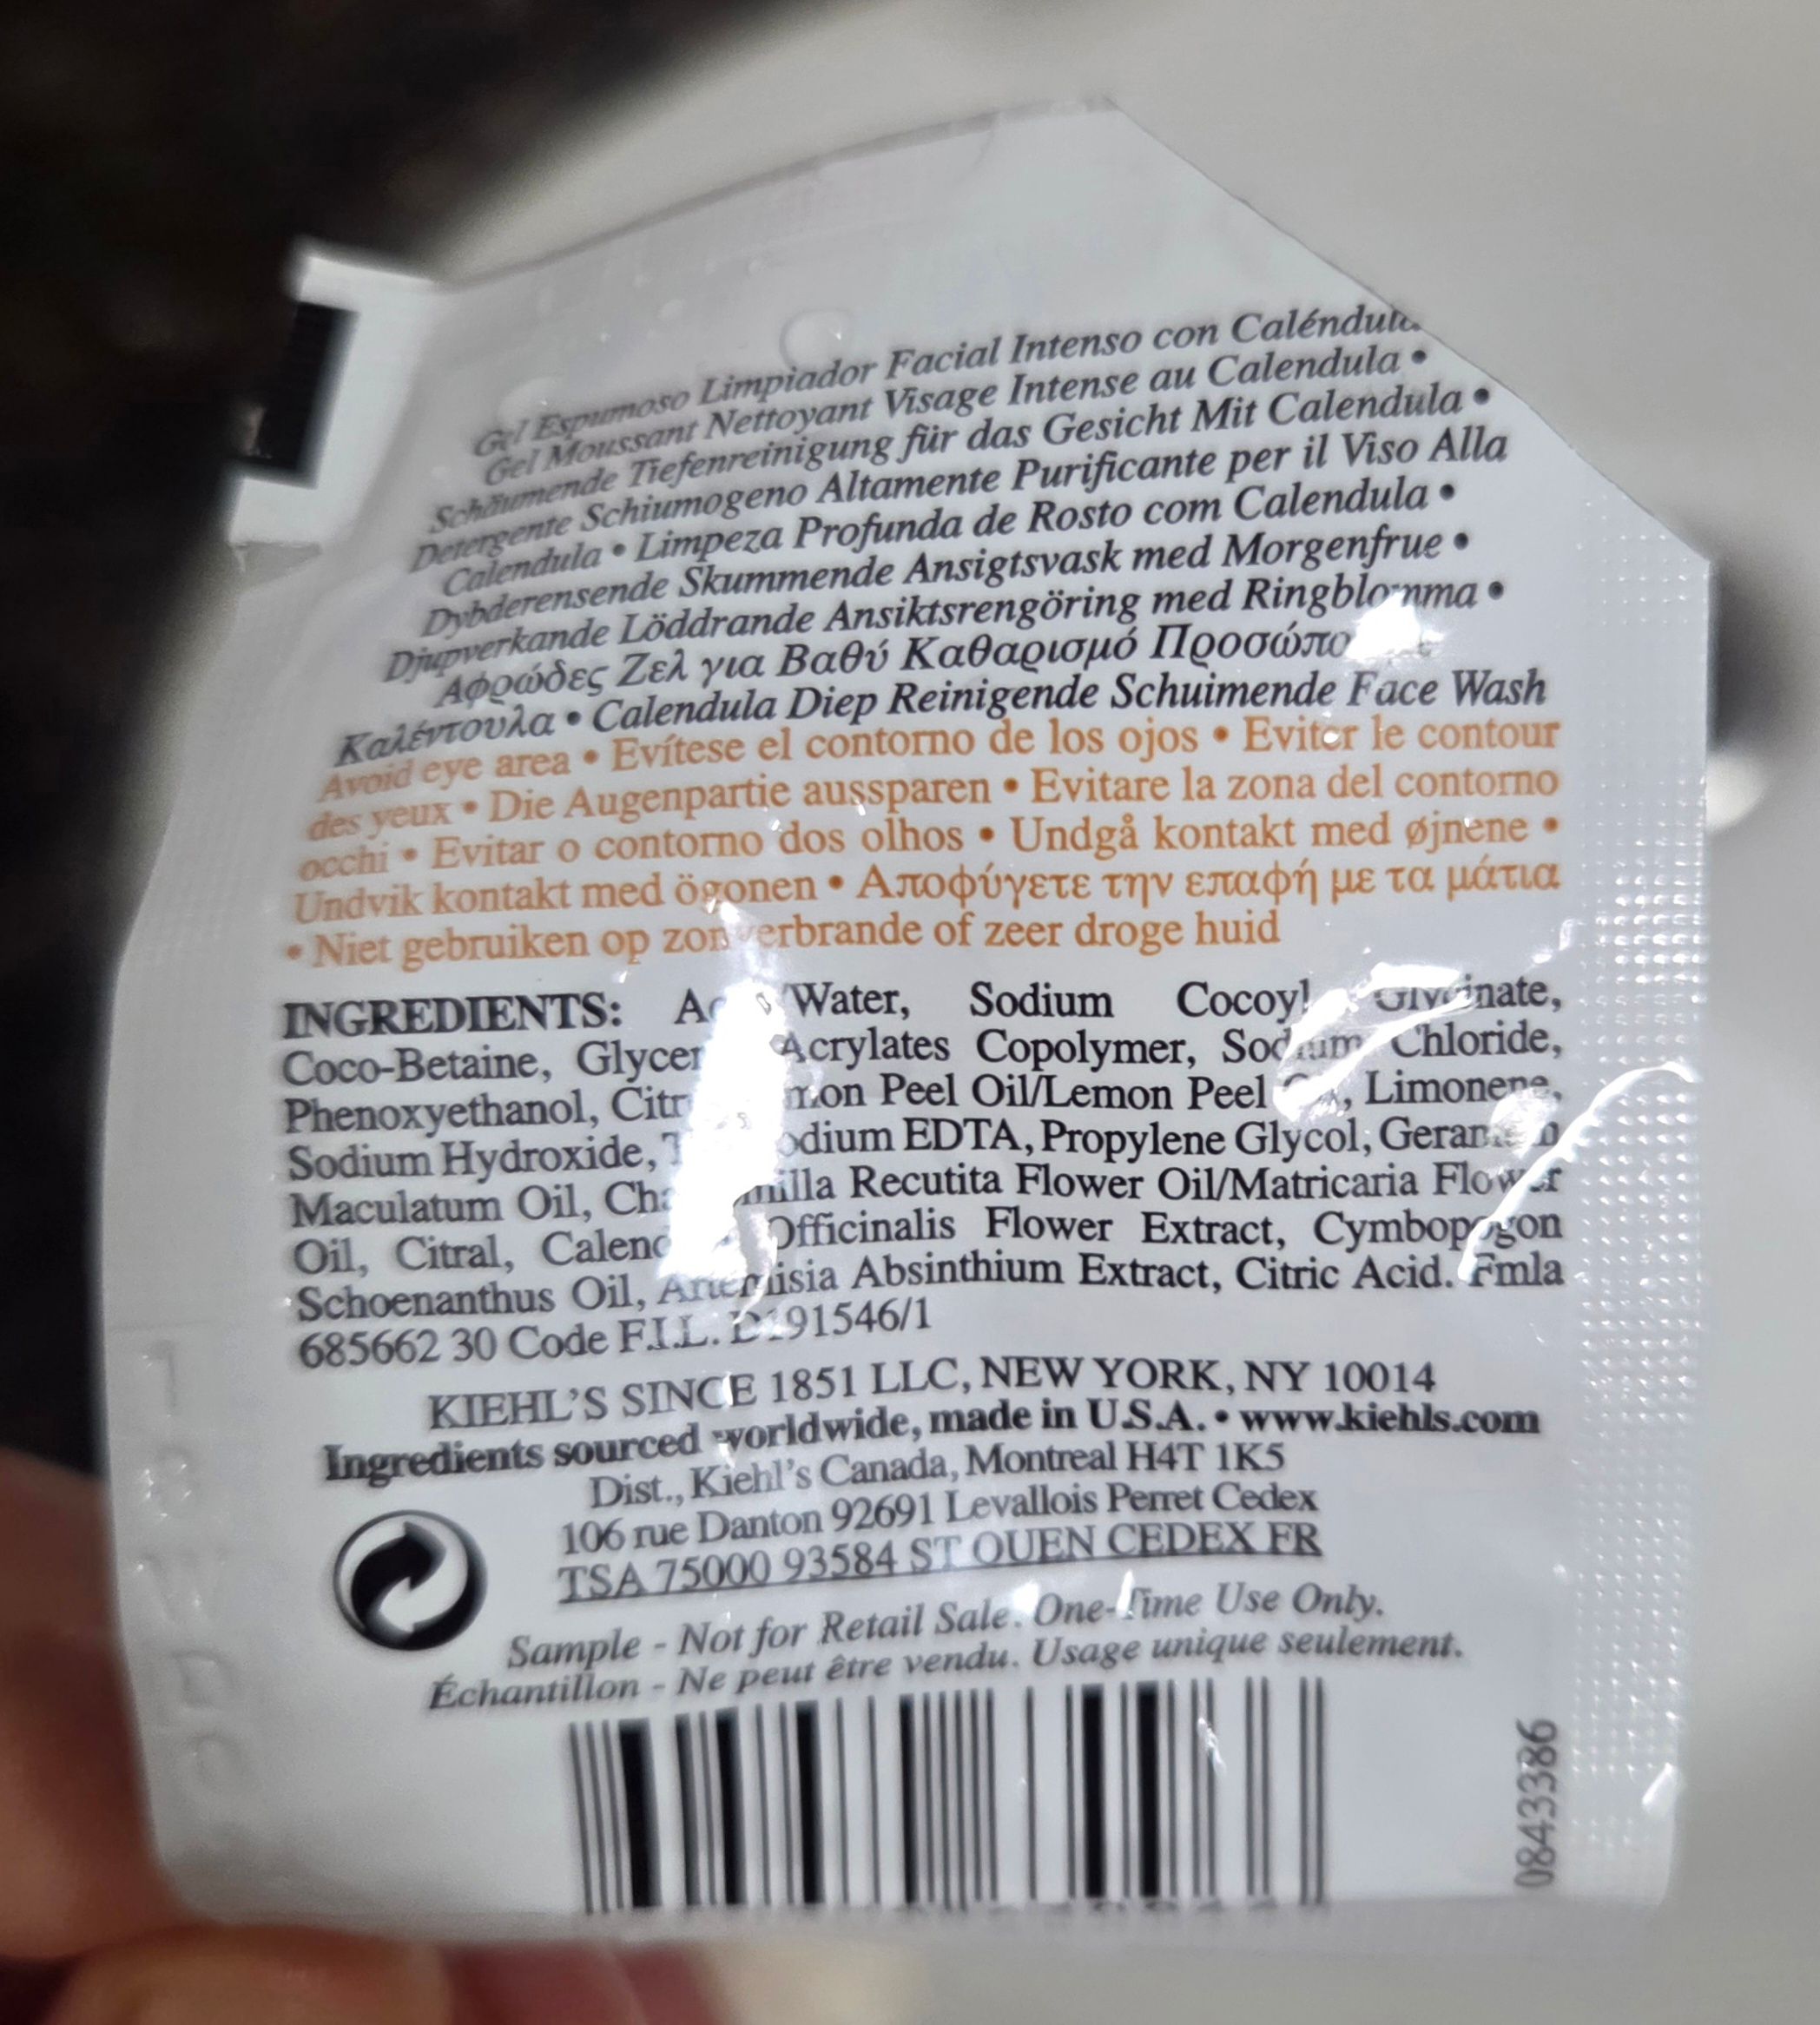 Gel Espumoso Limpiador Facial Intenso con
Gel Moussant Nettoyant Visage Intense au Calendula •
Schäumende Tiefenreinigung für das Gesicht Mit Calendula •
Detergente Schiumogeno Altamente Purificante per il Viso Alla
Calendula • Limpeza Profunda de Rosto com Calendula •
Dybderensende Skummende Ansigtsvask med Morgenfrue •
Djupverkande Löddrande Ansiktsrengöring med Ringblomma •
Αφρώδες Ζελ για Βαθύ Καθαρισμό
Καλέντουλα • Calendula Diep Reinigende Schuimende Face Wash
Avoid eye area • Evítese el contorno de los ojos • Eviter le contour
des yeux • Die Augenpartie aussparen • Evitare la zona del contorno
occhi • Evitar o contorno dos olhos • Undgå kontakt med øjnene •
Undvik kontakt med ögonen • Αποφύγετε την επαφή με τα μάτια
• Niet gebruiken op zonverbrande of zeer droge huid
INGREDIENTS: Water, Sodium Cocoyl Glycinate,
Coco-Betaine, Acrylates Copolymer, Sodium Chloride,
Phenoxyethanol, Peel Oil/Lemon Peel Limonene,
Sodium Hydroxide, EDTA, Propylene Glycol, Geranium
Maculatum Oil, Recutita Flower Oil/Matricaria Flower
Oil, Citral, Officinalis Flower Extract, Cymbopogon
Schoenanthus Oil, Artemisia Absinthium Extract, Citric Acid. Fmla
685662 30 Code F.I.L. D191546/1
KIEHL'S SINCE 1851 LLC, NEW YORK, NY 10014
Ingredients sourced worldwide, made in U.S.A. • www.kiehls.com
Dist., Kiehl's Canada, Montreal H4T 1K5
106 rue Danton 92691 Levallois Perret Cedex
TSA 75000 93584 ST OUEN CEDEX FR
Sample - Not for Retail Sale. One-Time Use Only.
Échantillon - Ne peut être vendu. Usage unique seulement.
0843386